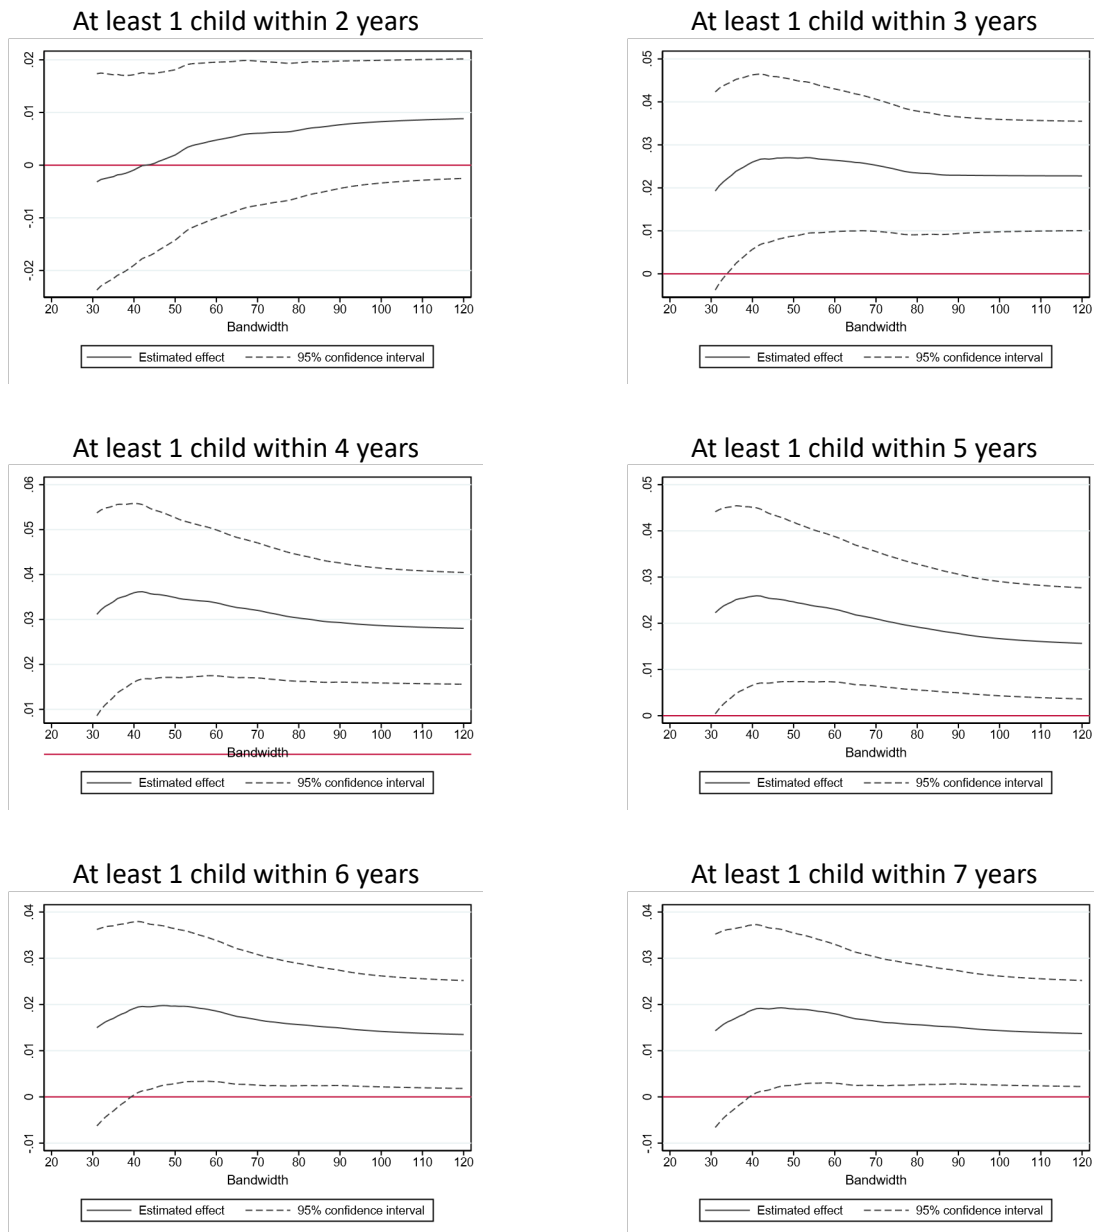 At least 1 child within 2 years
.02
.01
0
-.01
-.02
20 30 40 50 60 70 80 90 100 110 120
Bandwidth
Estimated effect 95% confidence interval
At least 1 child within 3 years
.05
.04
.03
.02
.01
0
20 30 40 50 60 70 80 90 100 110 120
Bandwidth
Estimated effect 95% confidence interval
At least 1 child within 4 years
.06
.05
.04
.03
.02
.01
20 30 40 50 60 70 80 90 100 110 120
Bandwidth
Estimated effect 95% confidence interval
At least 1 child within 5 years
.05
.04
.03
.02
.01
0
20 30 40 50 60 70 80 90 100 110 120
Bandwidth
Estimated effect 95% confidence interval
At least 1 child within 6 years
.04
.03
.02
.01
0
-.01
20 30 40 50 60 70 80 90 100 110 120
Bandwidth
Estimated effect 95% confidence interval
At least 1 child within 7 years
.04
.03
.02
.01
0
-.01
20 30 40 50 60 70 80 90 100 110 120
Bandwidth
Estimated effect 95% confidence interval